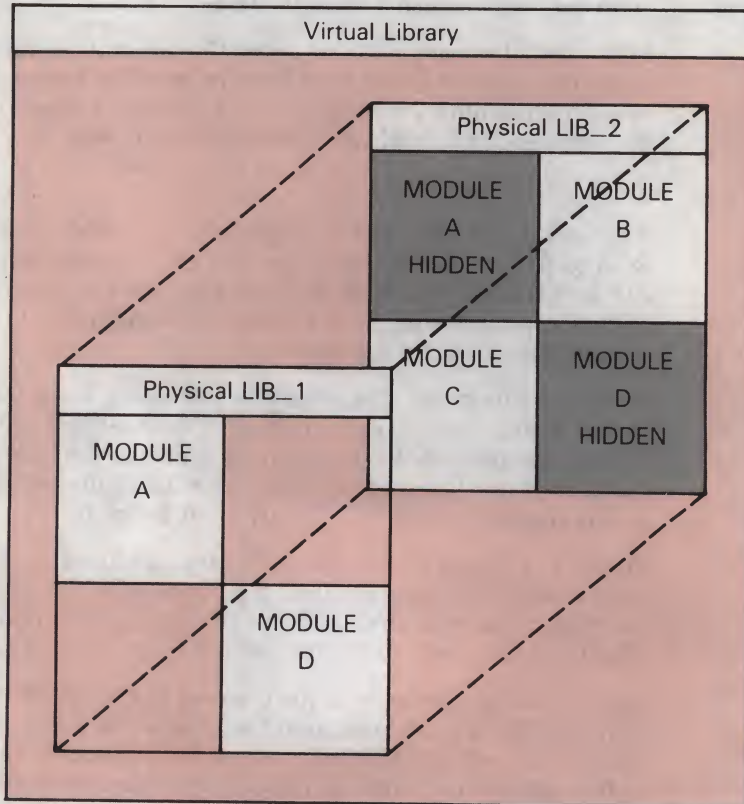 Virtual Library
Physical LIB_2
MODULE
A
HIDDEN
MODULE
B
MODULE
C
MODULE
D
HIDDEN
Physical LIB_1
MODULE
A
MODULE
D